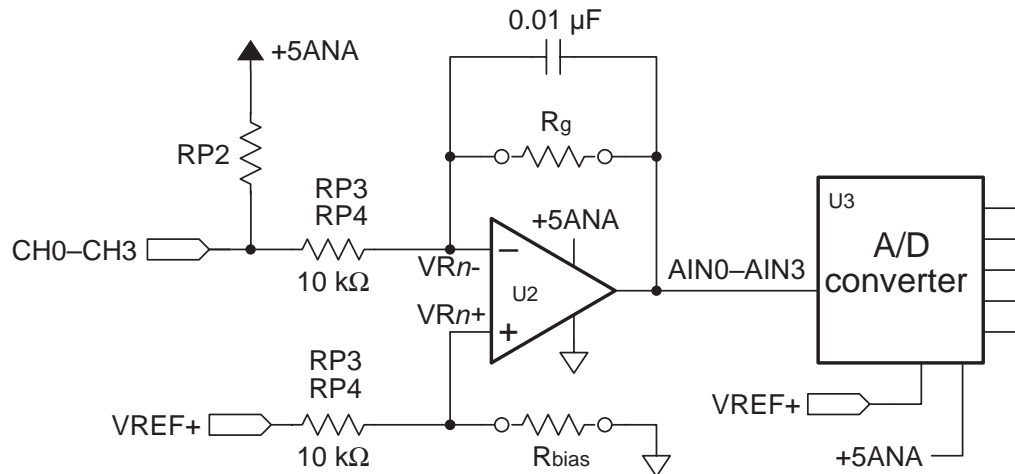 0.01 µF
+5ANA
Rg
RP2
RP3
RP4
+5ANA
U3
A/D
converter
CH0–CH3
VRn-
–
10 kΩ
U2
AIN0–AIN3
VRn+
+
RP3
RP4
VREF+
VREF+
10 kΩ
Rbias
+5ANA